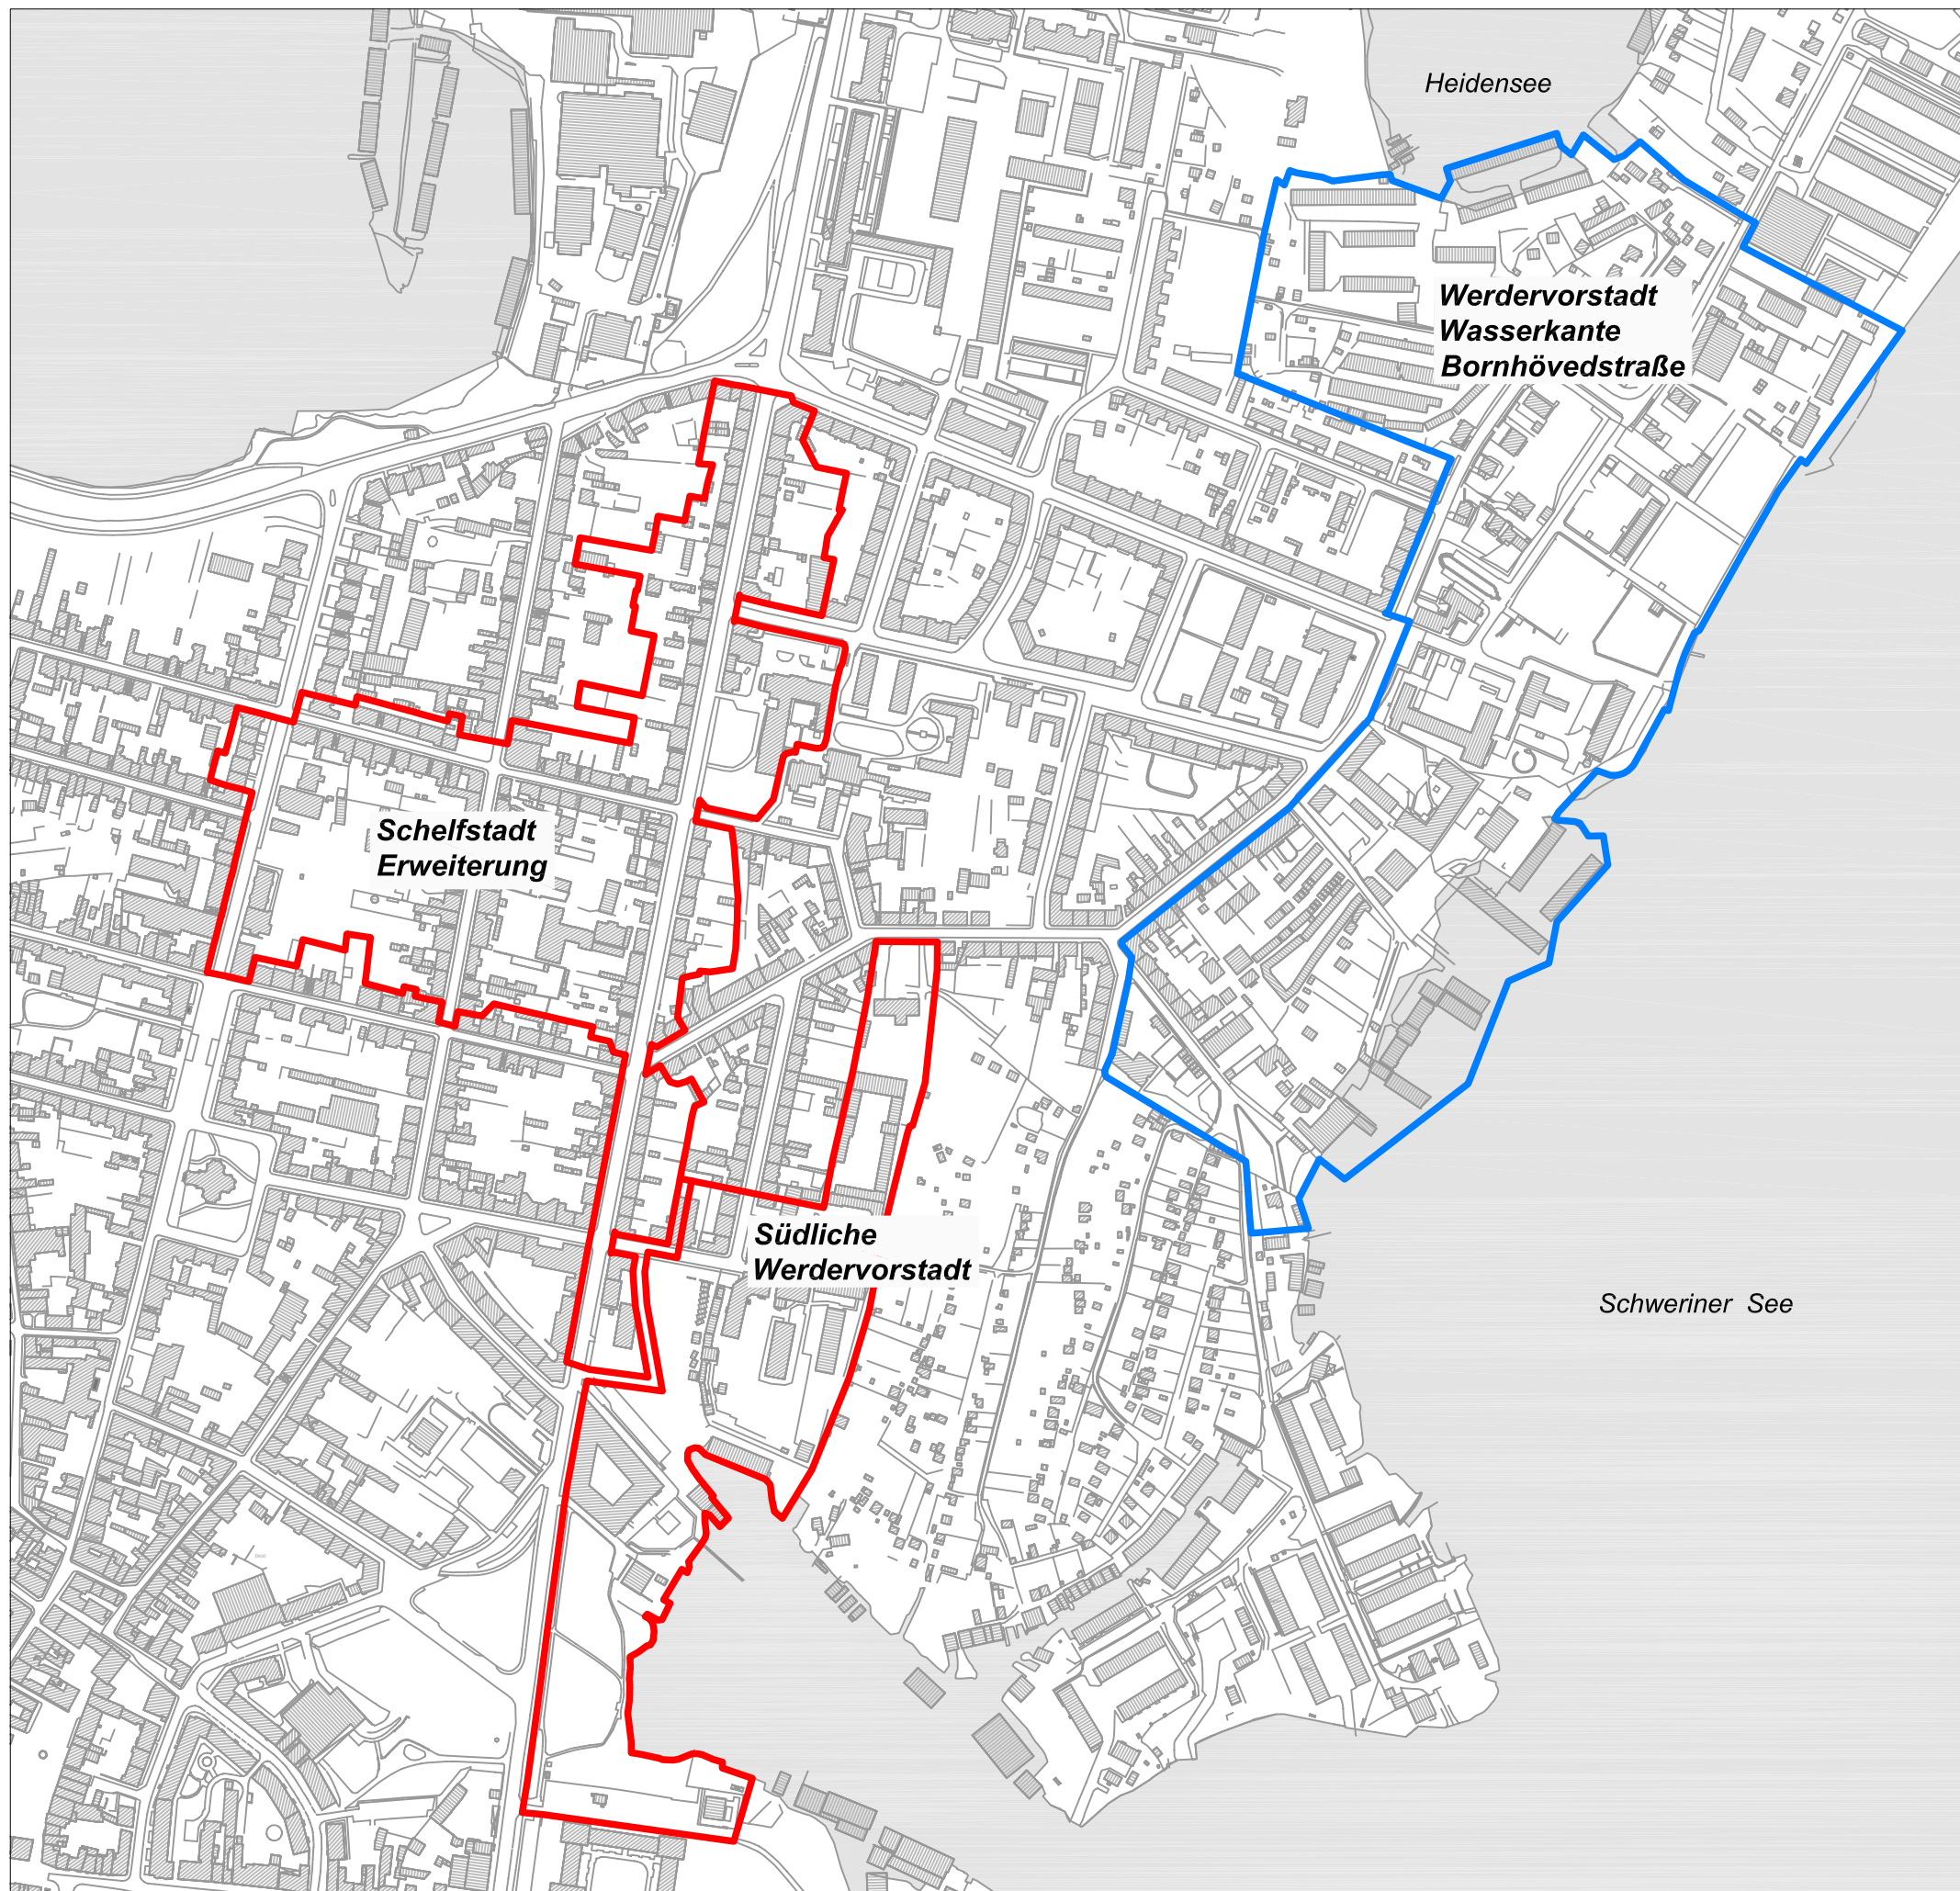 Heidensee
Werdervorstadt
Wasserkante
Bornhövedstraße
Schelfstadt
Erweiterung
Südliche
Werdervorstadt
Schweriner See